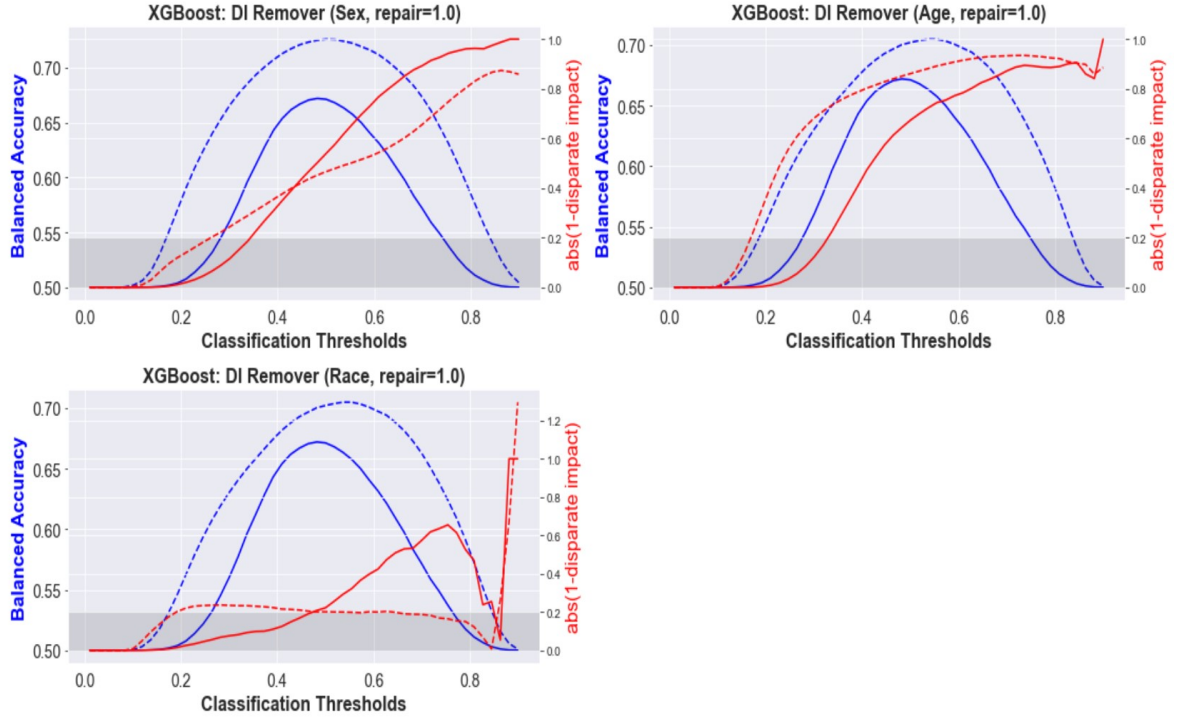 XGBoost: DI Remover (Sex, repair=1.0)
Balanced Accuracy
0.70
0.65
0.60
0.55
0.50
1.0
0.8
0.6
0.4
0.2
0.0
abs(1-disparate impact)
0.0 0.2 0.4 0.6 0.8
Classification Thresholds
XGBoost: DI Remover (Age, repair=1.0)
Balanced Accuracy
0.70
0.65
0.60
0.55
0.50
1.0
0.8
0.6
0.4
0.2
0.0
abs(1-disparate impact)
0.0 0.2 0.4 0.6 0.8
Classification Thresholds
XGBoost: DI Remover (Race, repair=1.0)
Balanced Accuracy
0.70
0.65
0.60
0.55
0.50
1.2
1.0
0.8
0.6
0.4
0.2
0.0
abs(1-disparate impact)
0.0 0.2 0.4 0.6 0.8
Classification Thresholds